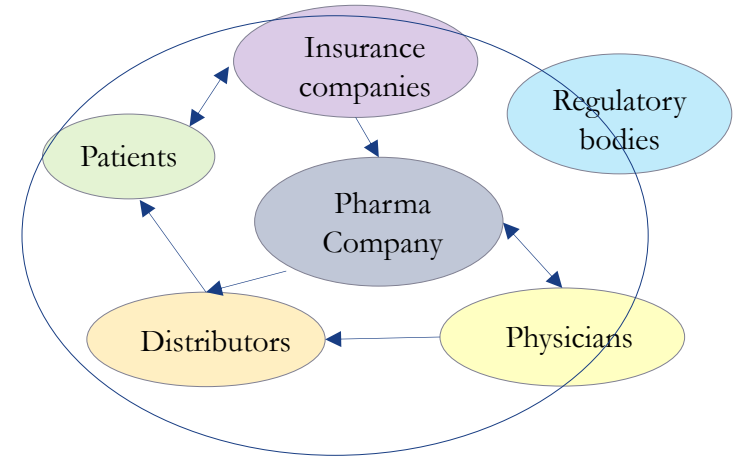 Insurance
companies
Regulatory
bodies
Patients
Pharma
Company
Distributors
Physicians